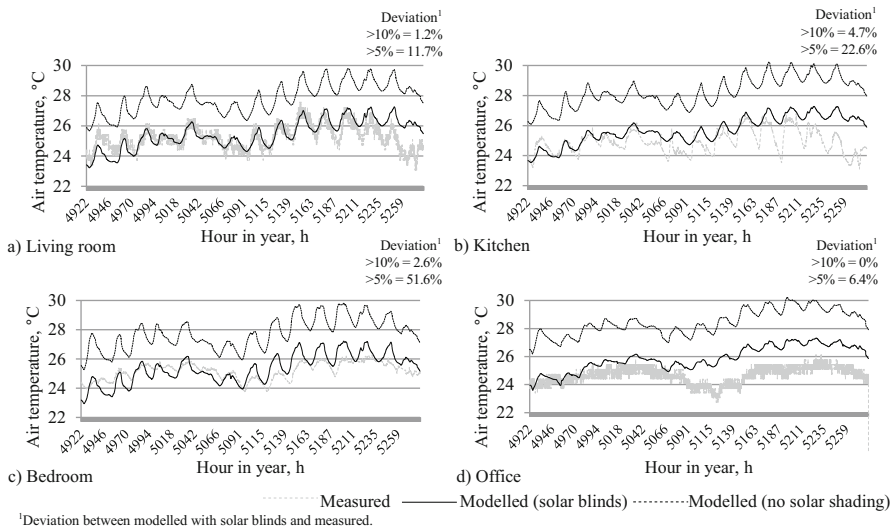 Deviation1
>10% = 1.2%
>5% = 11.7%
Air temperature, °C
30
28
26
24
22
4922 4946 4970 4994 5018 5042 5066 5091 5115 5139 5163 5187 5211 5235 5259
Hour in year, h
a) Living room
Deviation1
>10% = 4.7%
>5% = 22.6%
Air temperature, °C
30
28
26
24
22
4922 4946 4970 4994 5018 5042 5066 5091 5115 5139 5163 5187 5211 5235 5259
Hour in year, h
b) Kitchen
Deviation1
>10% = 2.6%
>5% = 51.6%
Air temperature, °C
30
28
26
24
22
4922 4946 4970 4994 5018 5042 5066 5091 5115 5139 5163 5187 5211 5235 5259
Hour in year, h
c) Bedroom
Deviation1
>10% = 0%
>5% = 6.4%
Air temperature, °C
30
28
26
24
22
4922 4946 4970 4994 5018 5042 5066 5091 5115 5139 5163 5187 5211 5235 5259
Hour in year, h
d) Office
Measured Modelled (solar blinds) Modelled (no solar shading)
1Deviation between modelled with solar blinds and measured.